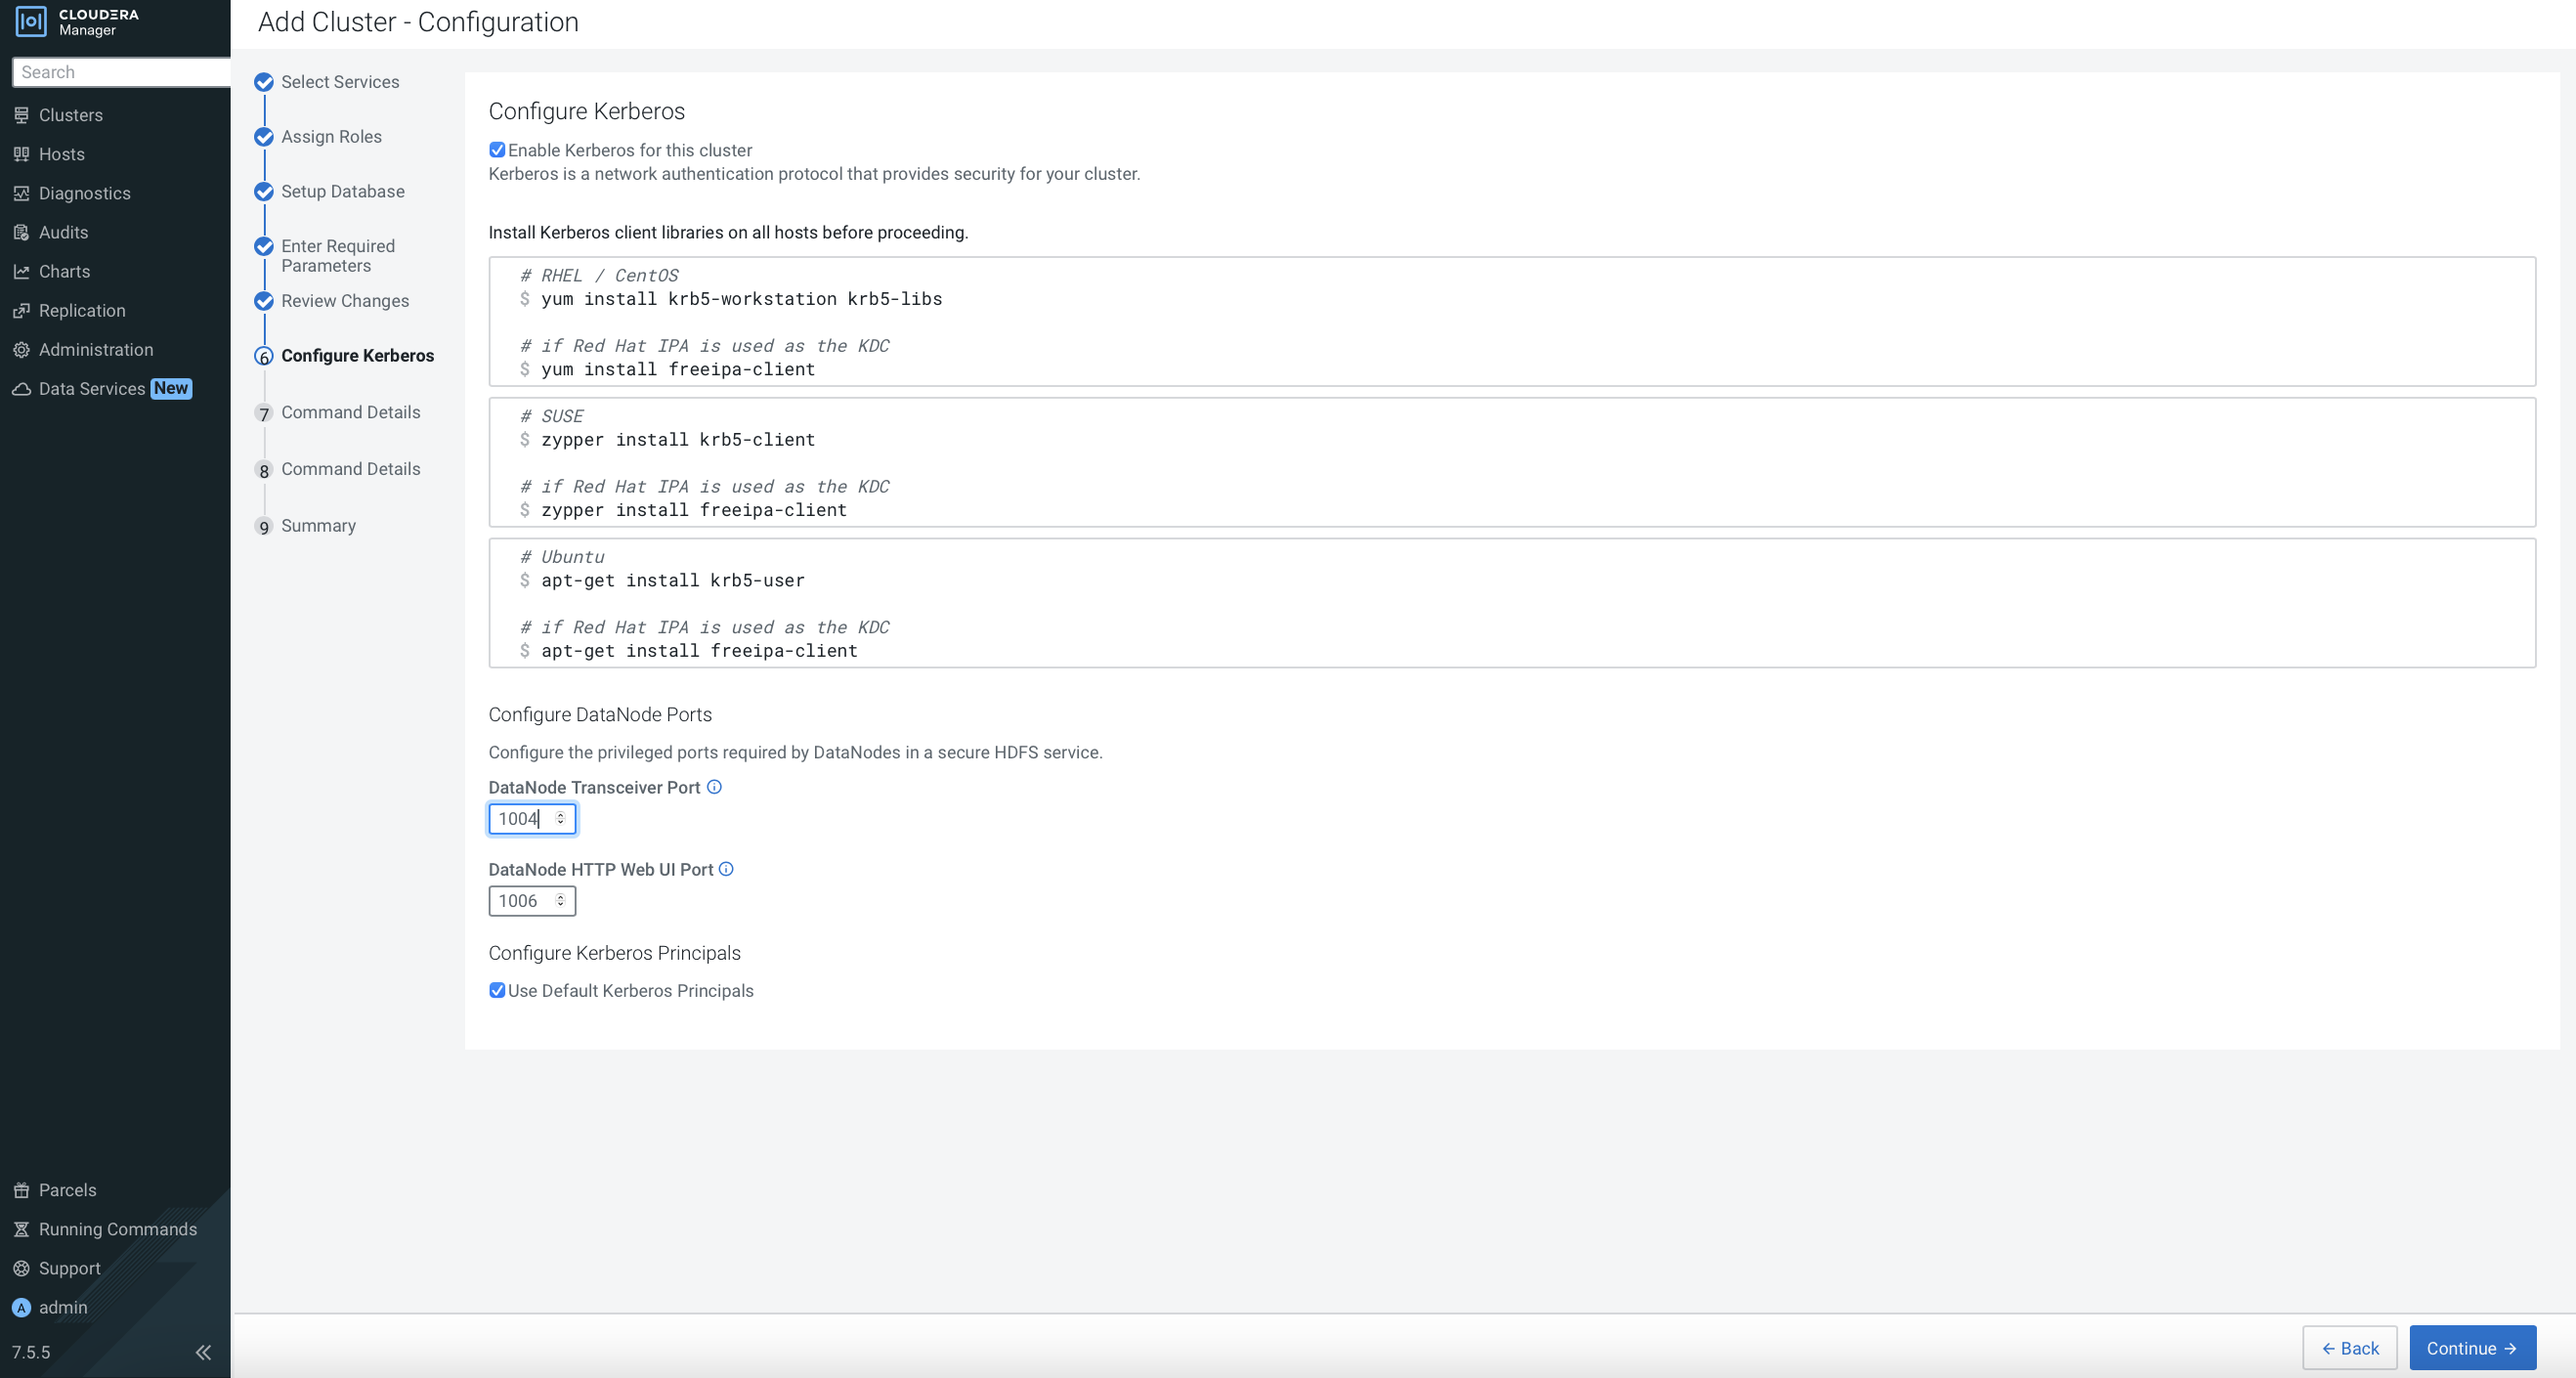 CLOUDERA
Manager
Search
Clusters
Hosts
Diagnostics
Audits
Charts
Replication
Administration
Data Services New
Parcels
Running Commands
Support
A admin
7.5.5
Add Cluster - Configuration
Select Services
Assign Roles
Setup Database
Enter Required
Parameters
Review Changes
6 Configure Kerberos
7 Command Details
8 Command Details
9 Summary
Configure Kerberos
Enable Kerberos for this cluster
Kerberos is a network authentication protocol that provides security for your cluster.
Install Kerberos client libraries on all hosts before proceeding.
# RHEL / CentOS
$ yum install krb5-workstation krb5-libs
# if Red Hat IPA is used as the KDC
$ yum install freeipa-client
# SUSE
$ zypper install krb5-client
# if Red Hat IPA is used as the KDC
$ zypper install freeipa-client
# Ubuntu
$ apt-get install krb5-user
# if Red Hat IPA is used as the KDC
$ apt-get install freeipa-client
Configure DataNode Ports
Configure the privileged ports required by DataNodes in a secure HDFS service.
DataNode Transceiver Port
1004
DataNode HTTP Web UI Port
1006
Configure Kerberos Principals
Use Default Kerberos Principals
← Back
Continue →